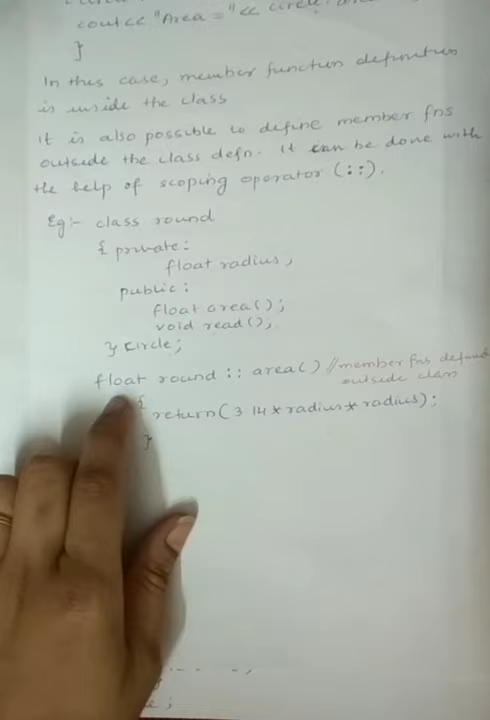 cout<< "Area = "<< circle.
}
In this case, member function definition
is inside the class
It is also possible to define member fns
outside the class defn. It can be done with
the help of scoping operator (::).
Eg:- class round
{ private:
float radius,
public:
float area();
void read();
} circle;
float round :: area() //member fns defined
outside class
{
return(3 14*radius*radius);
}